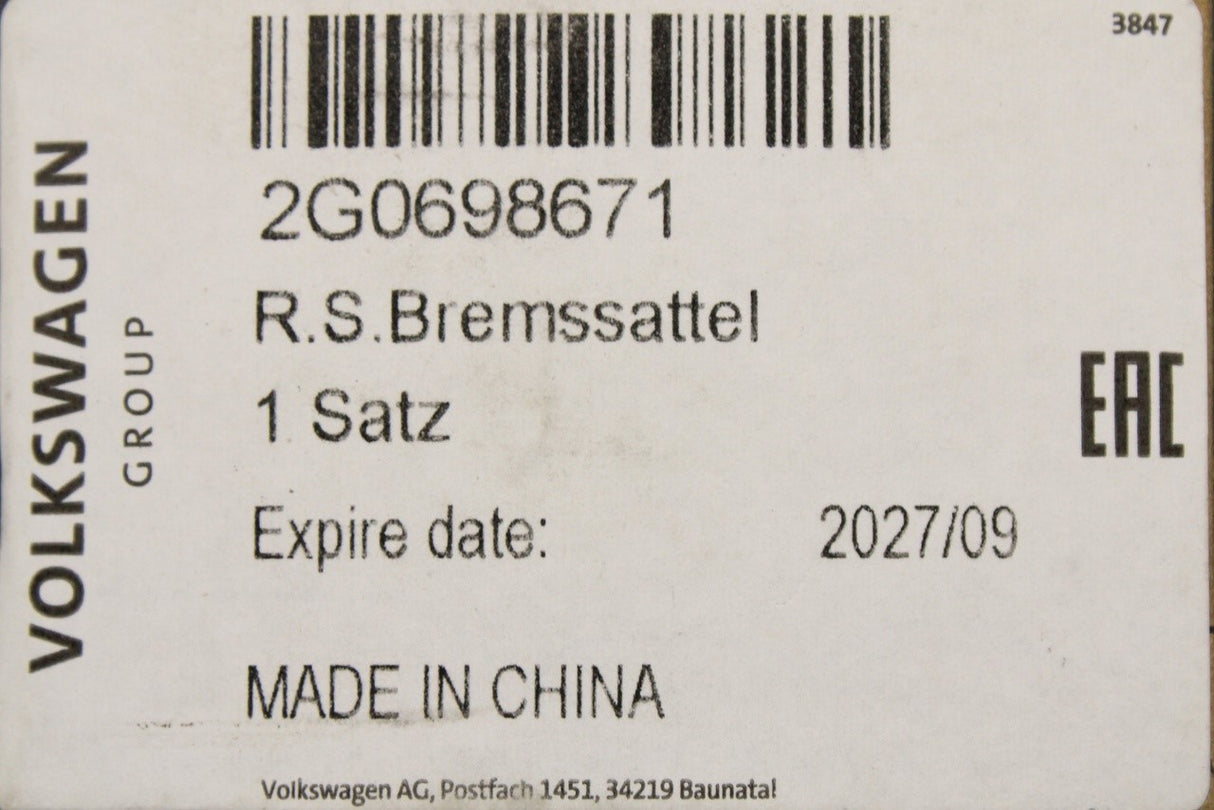 3847
VOLKSWAGEN
GROUP
2G0698671
R.S.Bremssattel
1 Satz
EAC
Expire date: 2027/09
MADE IN CHINA
Volkswagen AG, Postfach 1451, 34219 Baunatal